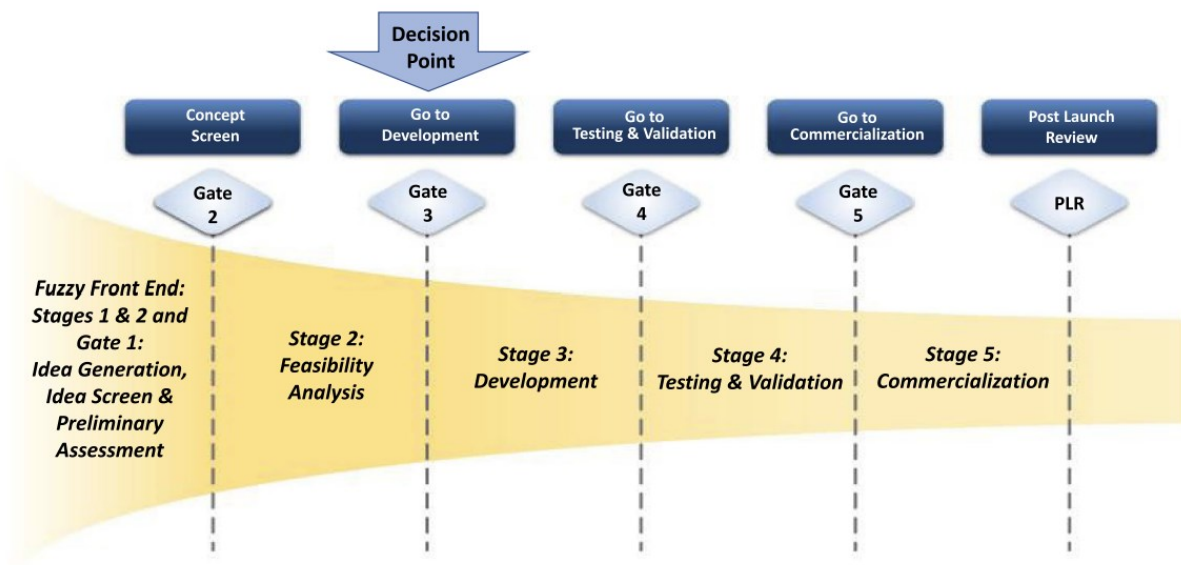 Decision
Point
Concept
Screen
Go to
Development
Go to
Testing & Validation
Go to
Commercialization
Post Launch
Review
Gate
2
Gate
3
Gate
4
Gate
5
PLR
Fuzzy Front End:
Stages 1 & 2 and
Gate 1:
Idea Generation,
Idea Screen &
Preliminary
Assessment
Stage 2:
Feasibility
Analysis
Stage 3:
Development
Stage 4:
Testing & Validation
Stage 5:
Commercialization